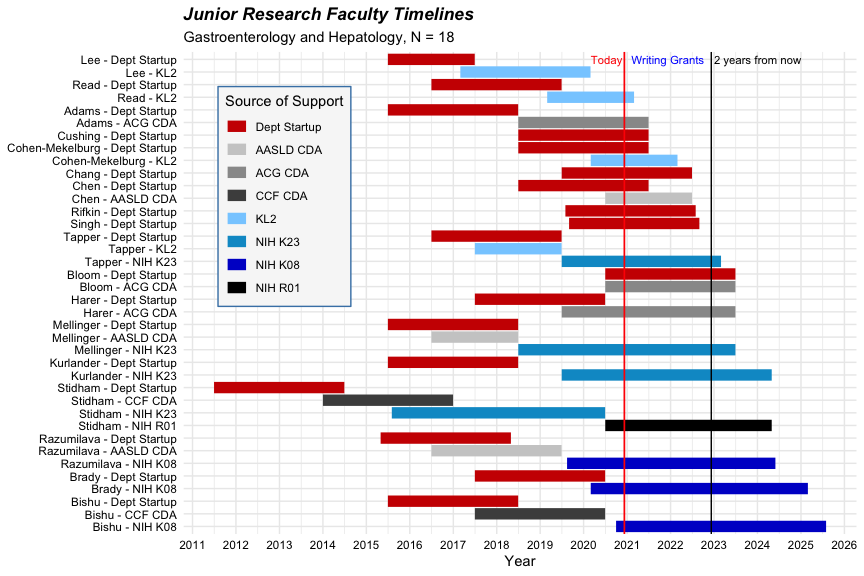 Junior Research Faculty Timelines
Gastroenterology and Hepatology, N = 18
Today
Writing Grants
2 years from now
Lee - Dept Startup
Lee - KL2
Read - Dept Startup
Read - KL2
Adams - Dept Startup
Adams - ACG CDA
Cushing - Dept Startup
Cohen-Mekelburg - Dept Startup
Cohen-Mekelburg - KL2
Chang - Dept Startup
Chen - Dept Startup
Chen - AASLD CDA
Rifkin - Dept Startup
Singh - Dept Startup
Tapper - Dept Startup
Tapper - KL2
Tapper - NIH K23
Bloom - Dept Startup
Bloom - ACG CDA
Harer - Dept Startup
Harer - ACG CDA
Mellinger - Dept Startup
Mellinger - AASLD CDA
Mellinger - NIH K23
Kurlander - Dept Startup
Kurlander - NIH K23
Stidham - Dept Startup
Stidham - CCF CDA
Stidham - NIH K23
Stidham - NIH R01
Razumilava - Dept Startup
Razumilava - AASLD CDA
Razumilava - NIH K08
Brady - Dept Startup
Brady - NIH K08
Bishu - Dept Startup
Bishu - CCF CDA
Bishu - NIH K08
Source of Support
Dept Startup
AASLD CDA
ACG CDA
CCF CDA
KL2
NIH K23
NIH K08
NIH R01
2011 2012 2013 2014 2015 2016 2017 2018 2019 2020 2021 2022 2023 2024 2025 2026
Year